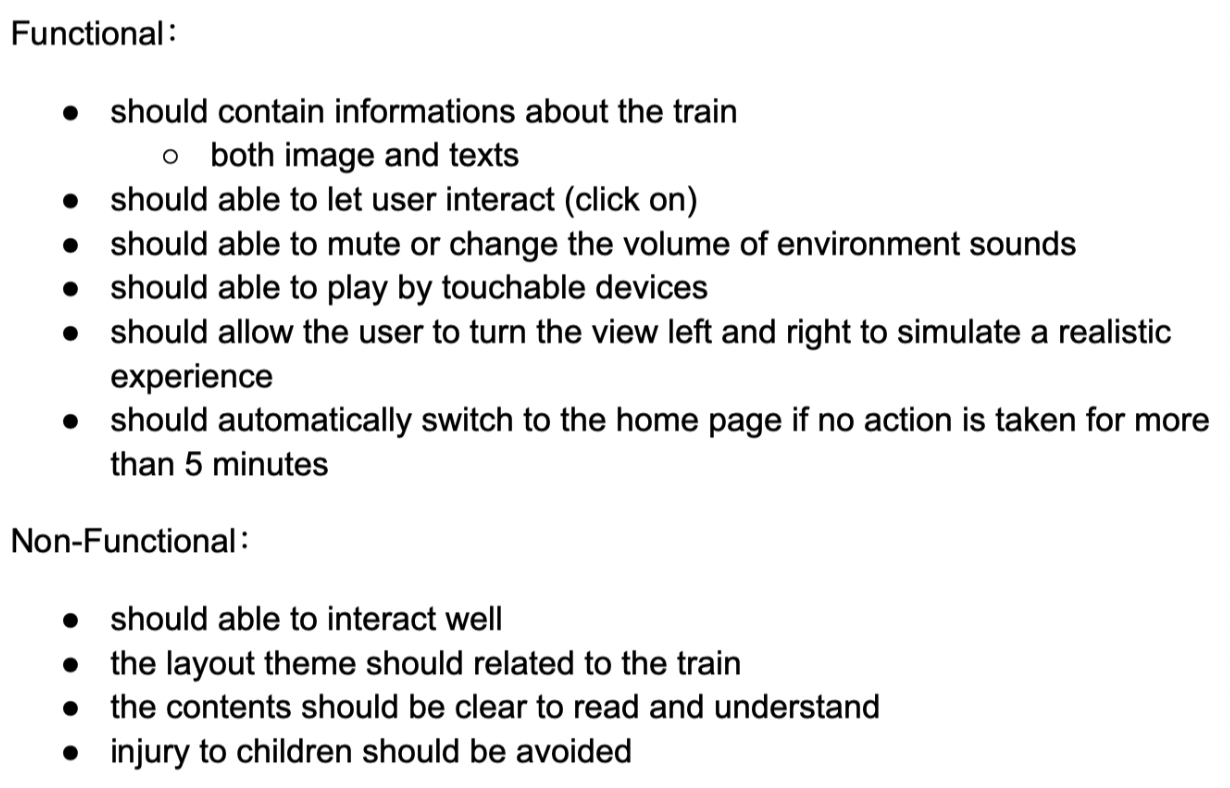 Functional：
● should contain informations about the train
○ both image and texts
● should able to let user interact (click on)
● should able to mute or change the volume of environment sounds
● should able to play by touchable devices
● should allow the user to turn the view left and right to simulate a realistic
experience
● should automatically switch to the home page if no action is taken for more
than 5 minutes
Non-Functional：
● should able to interact well
● the layout theme should related to the train
● the contents should be clear to read and understand
● injury to children should be avoided